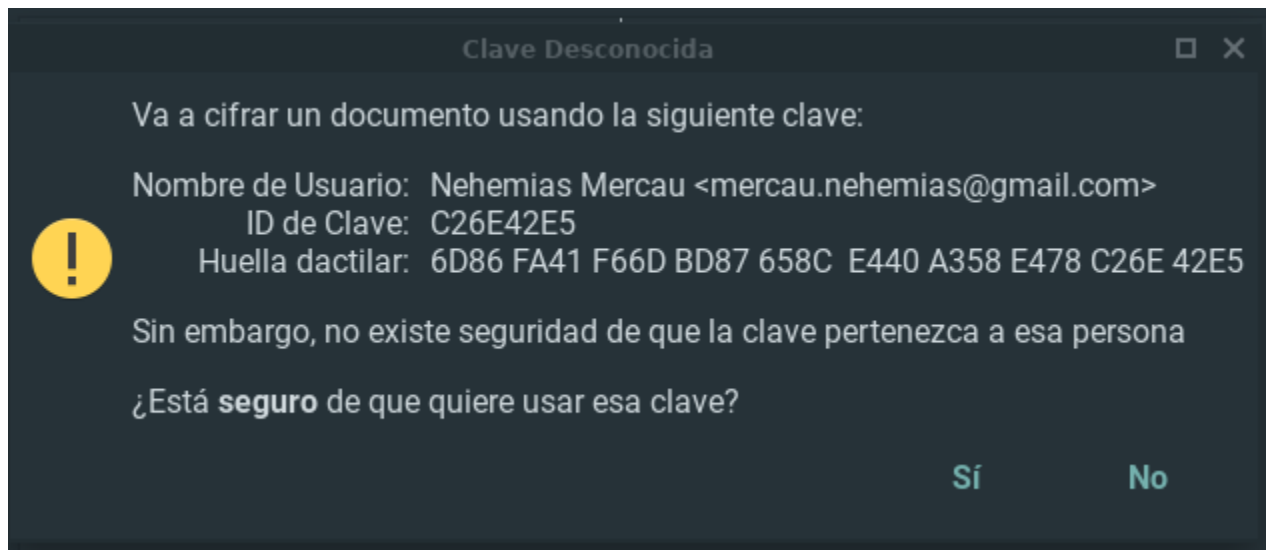 Clave Desconocida
Va a cifrar un documento usando la siguiente clave:
Nombre de Usuario: Nehemias Mercau <mercau.nehemias@gmail.com>
ID de Clave: C26E42E5
Huella dactilar: 6D86 FA41 F66D BD87 658C  E440 A358 E478 C26E 42E5
Sin embargo, no existe seguridad de que la clave pertenezca a esa persona
¿Está seguro de que quiere usar esa clave?
Sí No